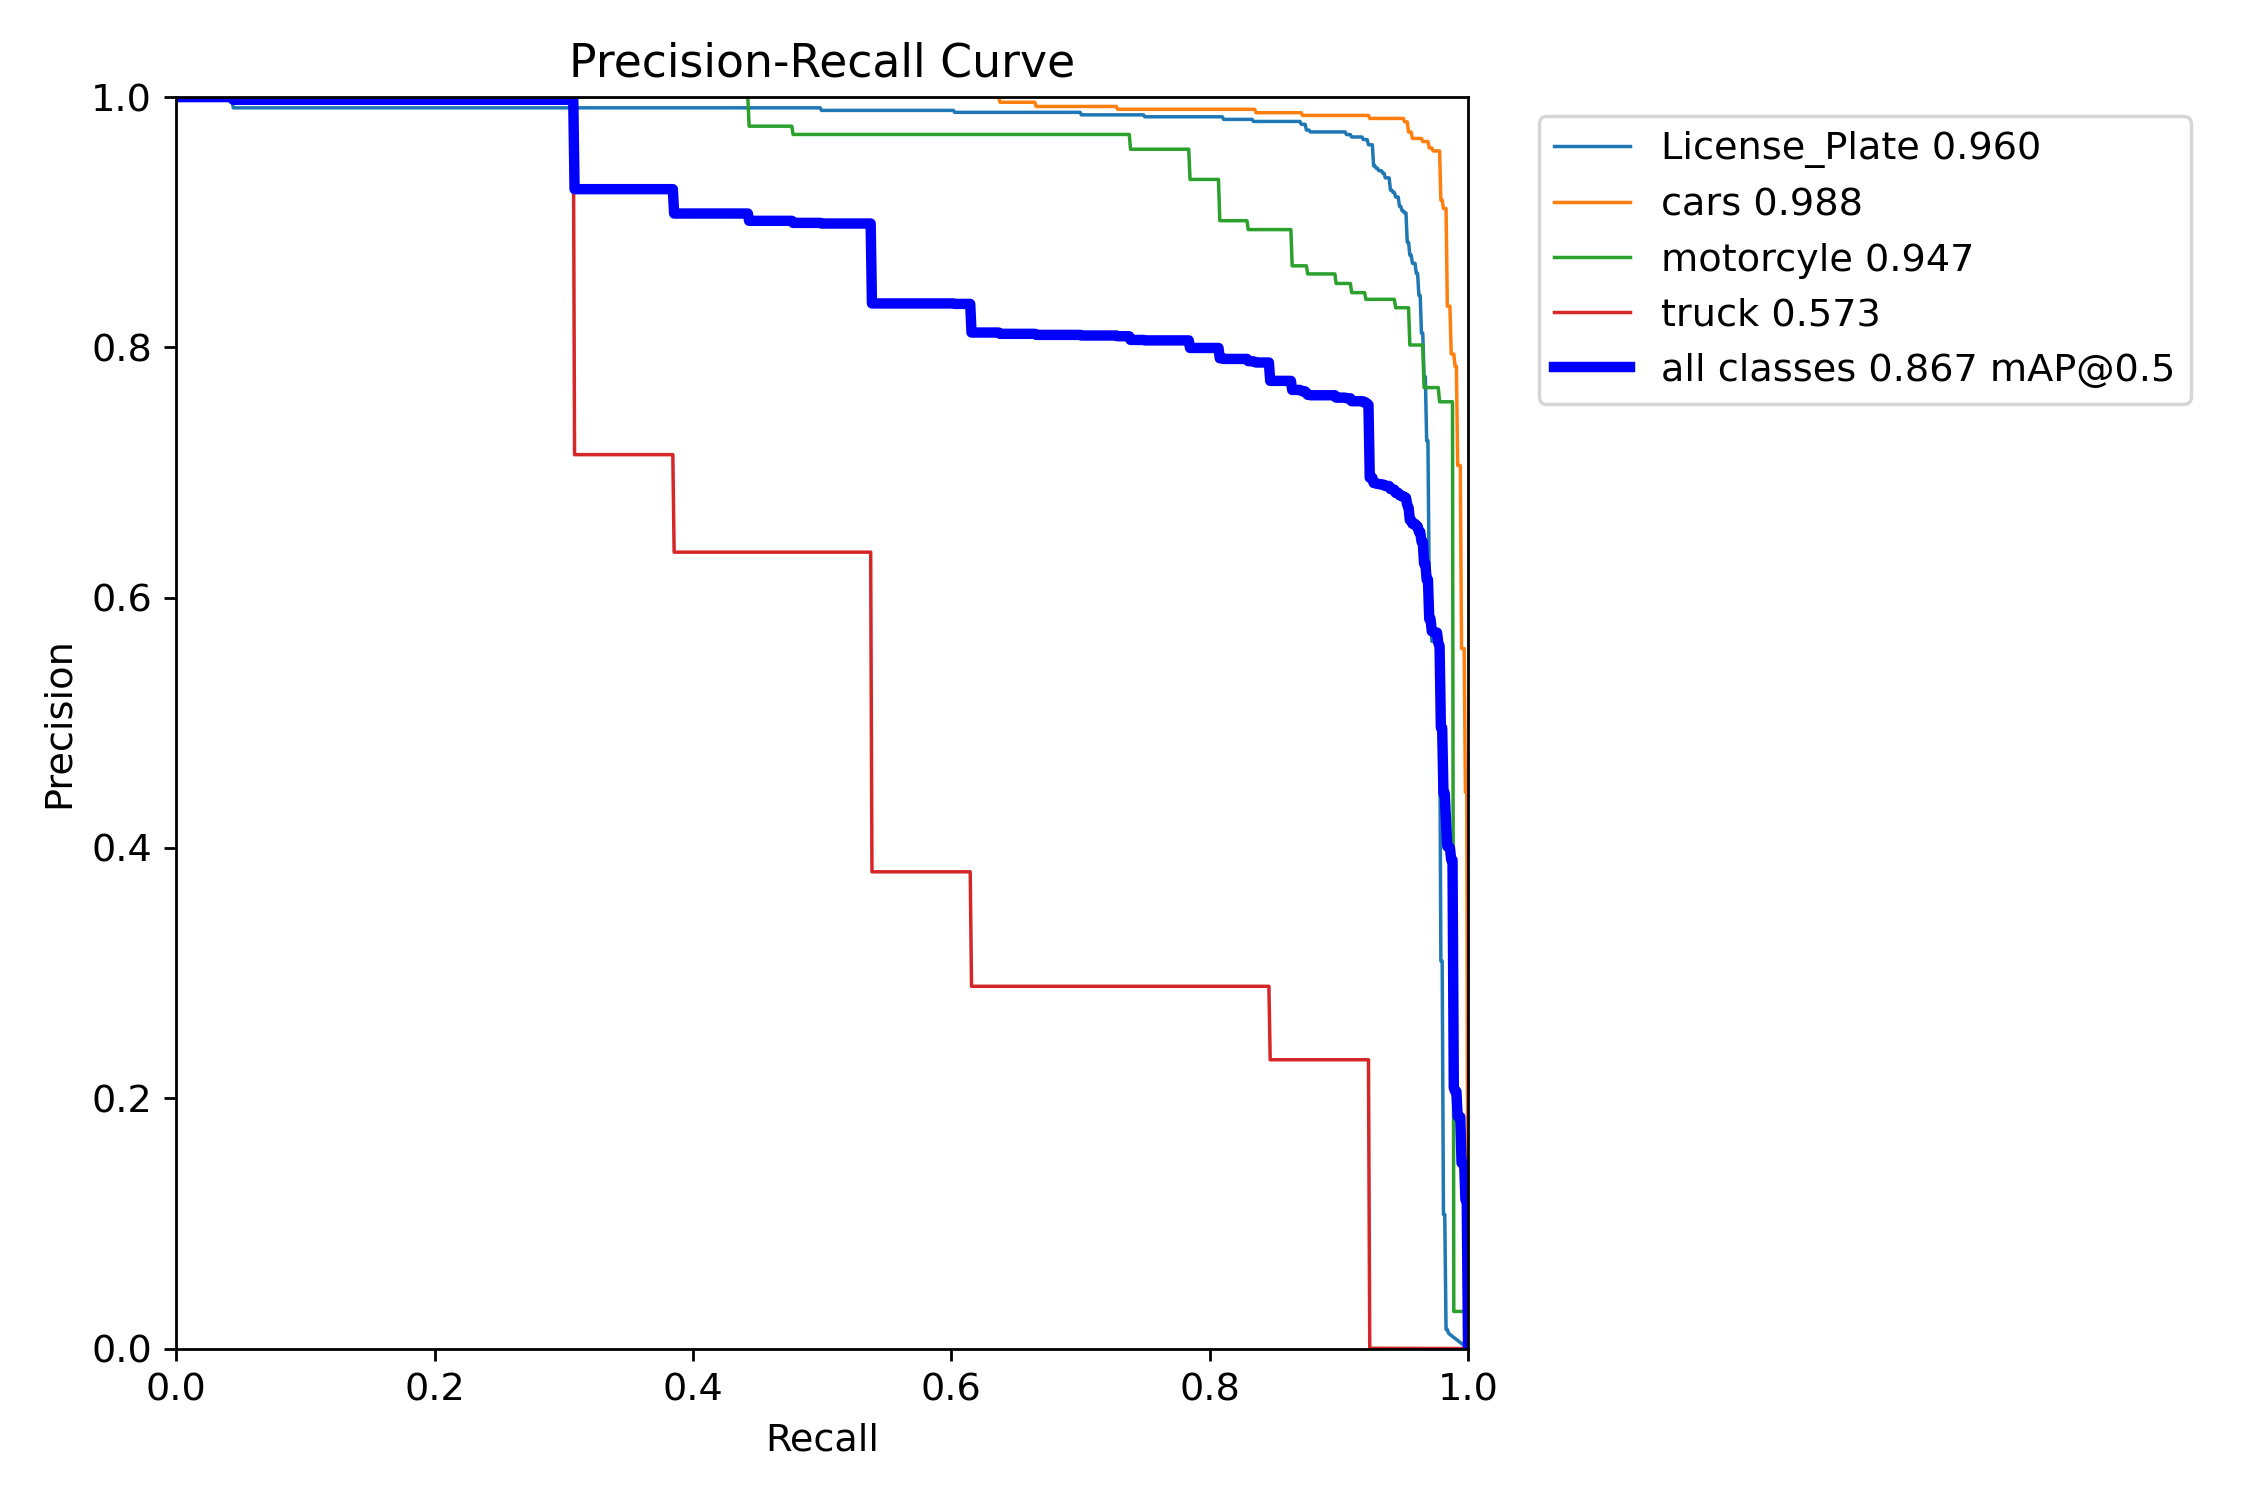 Precision-Recall Curve
1.0
0.8
0.6
0.4
0.2
0.0
Precision
0.0 0.2 0.4 0.6 0.8 1.0
Recall
License_Plate 0.960
cars 0.988
motorcyle 0.947
truck 0.573
all classes 0.867 mAP@0.5